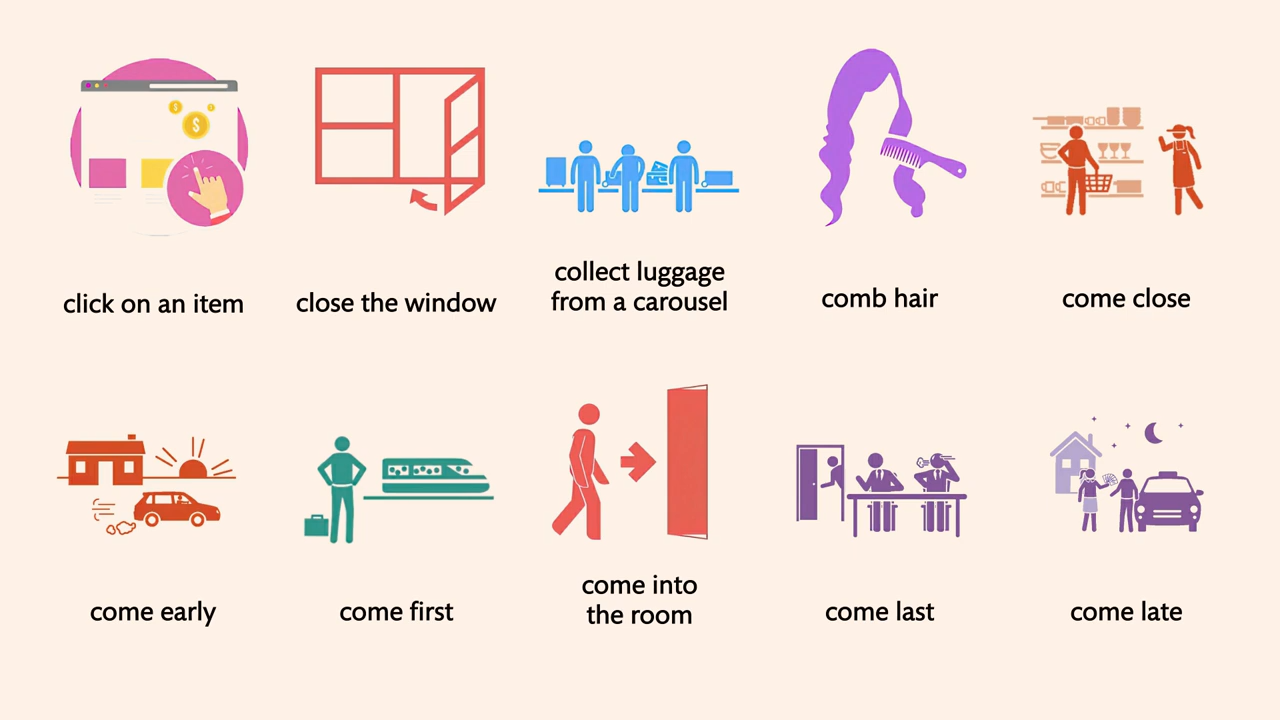 click on an item
close the window
collect luggage
from a carousel
comb hair
come close
come early
come first
come into
the room
come last
come late